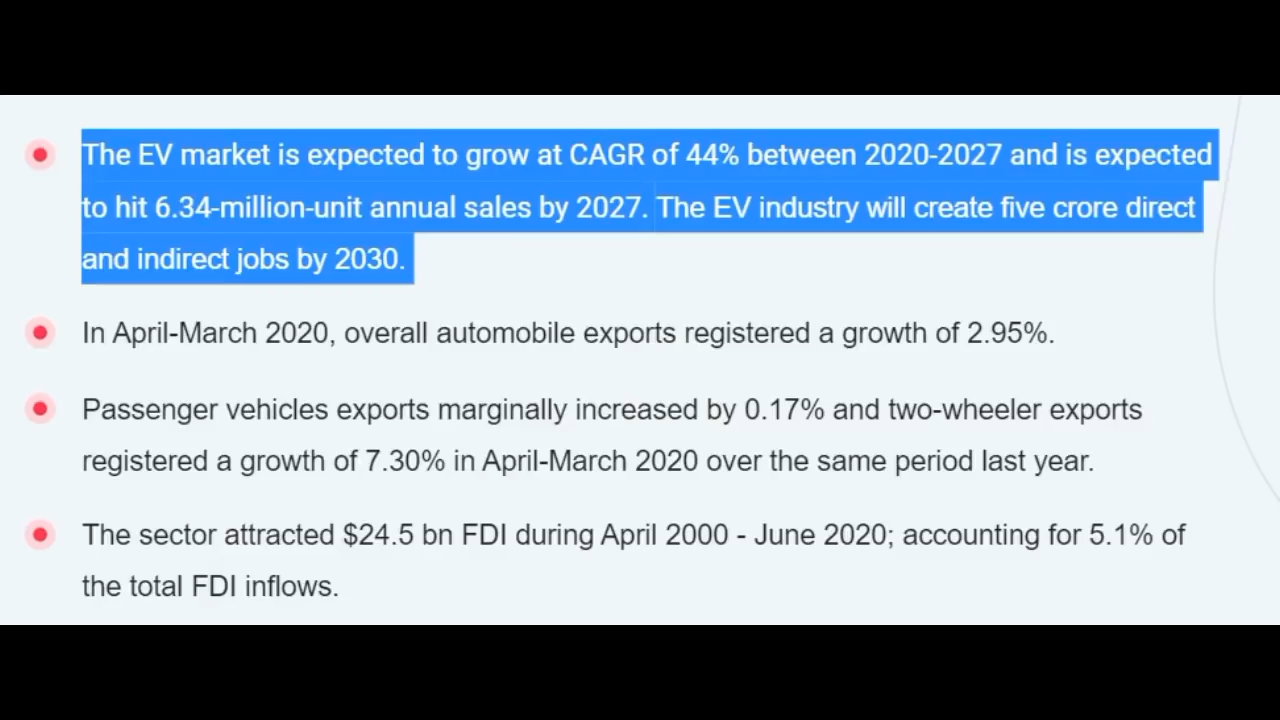 The EV market is expected to grow at CAGR of 44% between 2020-2027 and is expected
to hit 6.34-million-unit annual sales by 2027. The EV industry will create five crore direct
and indirect jobs by 2030.
In April-March 2020, overall automobile exports registered a growth of 2.95%.
Passenger vehicles exports marginally increased by 0.17% and two-wheeler exports
registered a growth of 7.30% in April-March 2020 over the same period last year.
The sector attracted $24.5 bn FDI during April 2000 - June 2020; accounting for 5.1% of
the total FDI inflows.